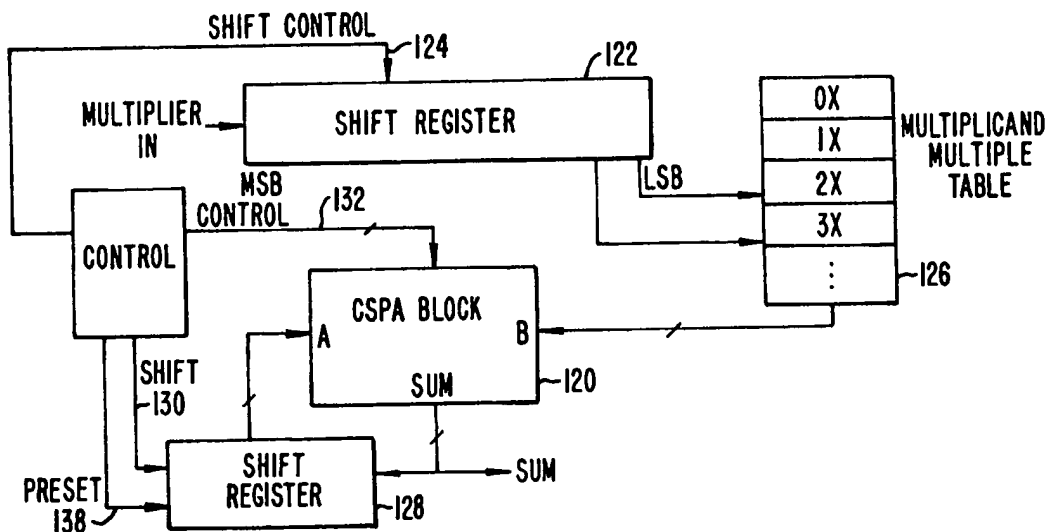 SHIFT CONTROL
124
122
MULTIPLIER
IN
SHIFT REGISTER
0X
1X
2X
3X
⋮
MULTIPLICAND
MULTIPLE
TABLE
LSB
126
MSB
CONTROL
132
CONTROL
CSPA BLOCK
A
B
SUM
120
SHIFT
130
SHIFT
REGISTER
128
SUM
PRESET
138